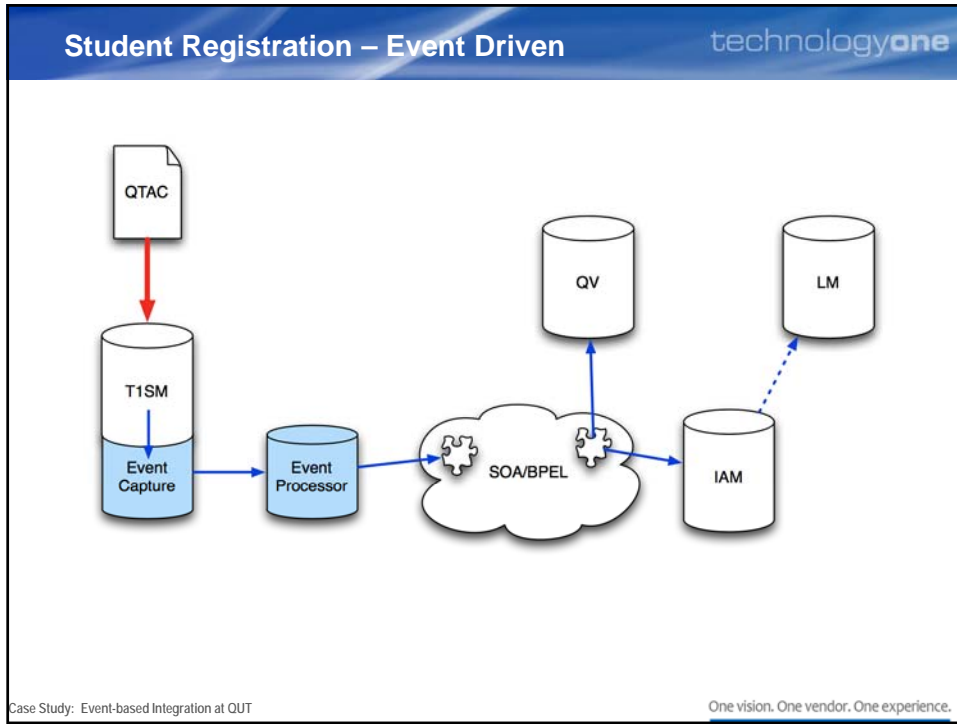 Student Registration – Event Driven
technologyone
QTAC
T1SM
Event
Capture
Event
Processor
SOA/BPEL
QV
IAM
LM
Case Study: Event-based Integration at QUT
One vision. One vendor. One experience.